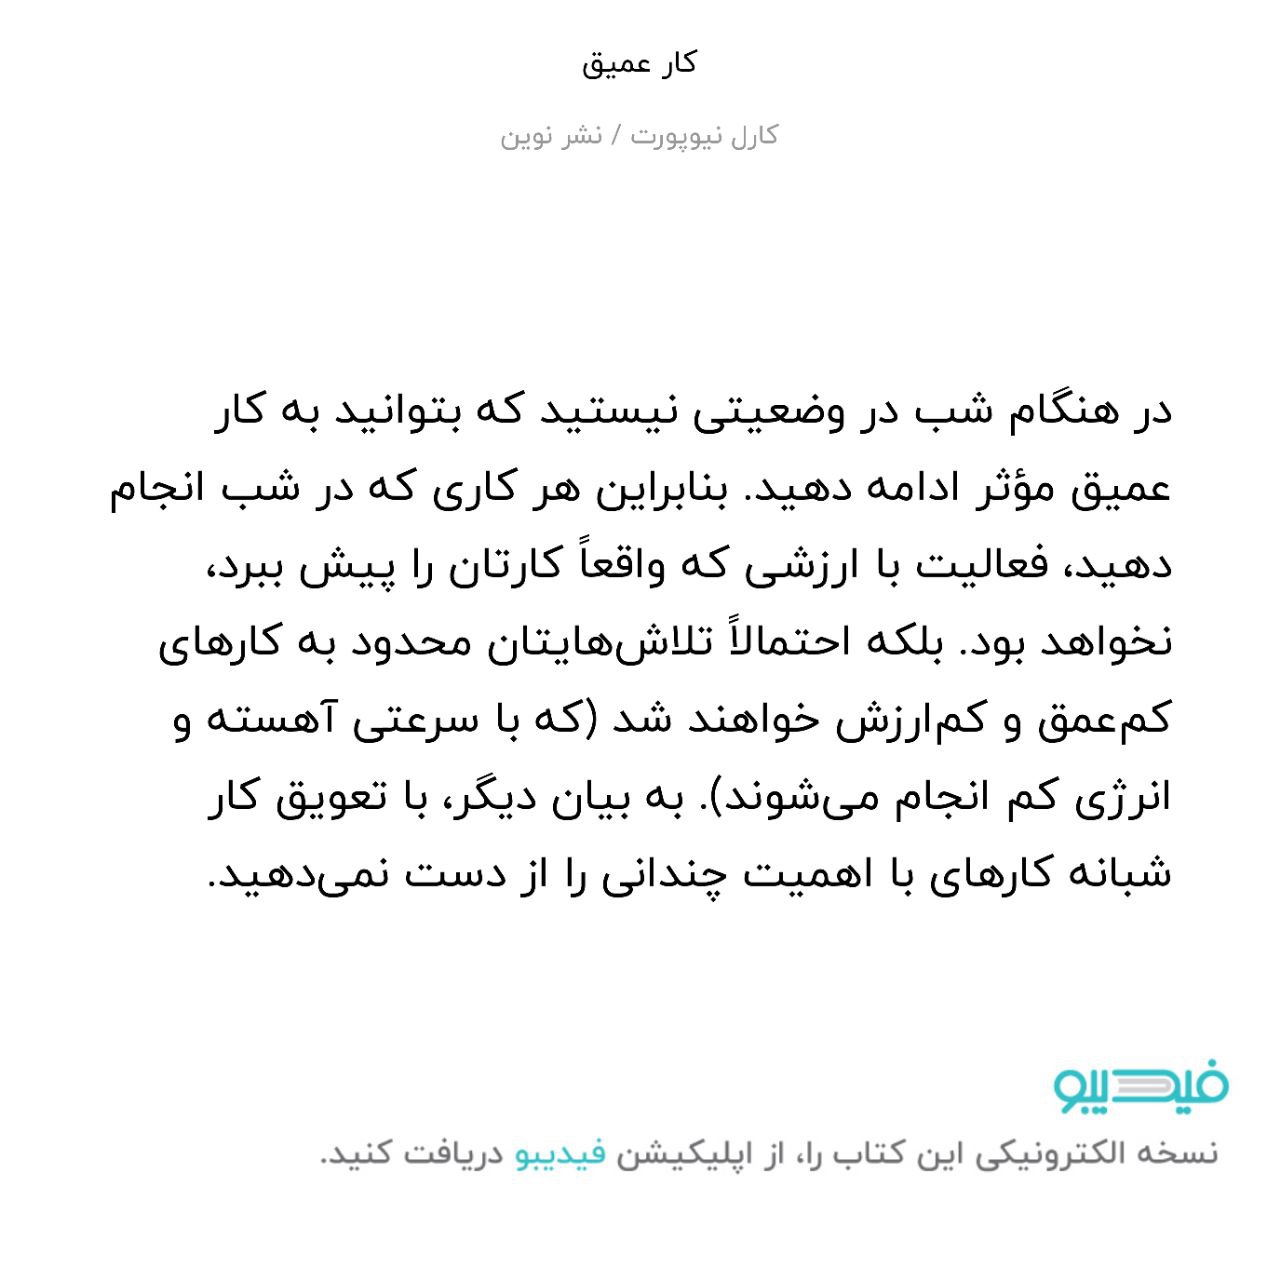 کار عمیق
کارل نیوپورت / نشر نوین
در هنگام شب در وضعیتی نیستید که بتوانید به کار
عمیق مؤثر ادامه دهید. بنابراین هر کاری که در شب انجام
دهید، فعالیت با ارزشی که واقعاً کارتان را پیش ببرد،
نخواهد بود. بلکه احتمالاً تلاش‌هایتان محدود به کارهای
کم‌عمق و کم‌ارزش خواهند شد (که با سرعتی آهسته و
انرژی کم انجام می‌شوند). به بیان دیگر، با تعویق کار
شبانه کارهای با اهمیت چندانی را از دست نمی‌دهید.
فیدیبو
نسخه الکترونیکی این کتاب را، از اپلیکیشن فیدیبو دریافت کنید.